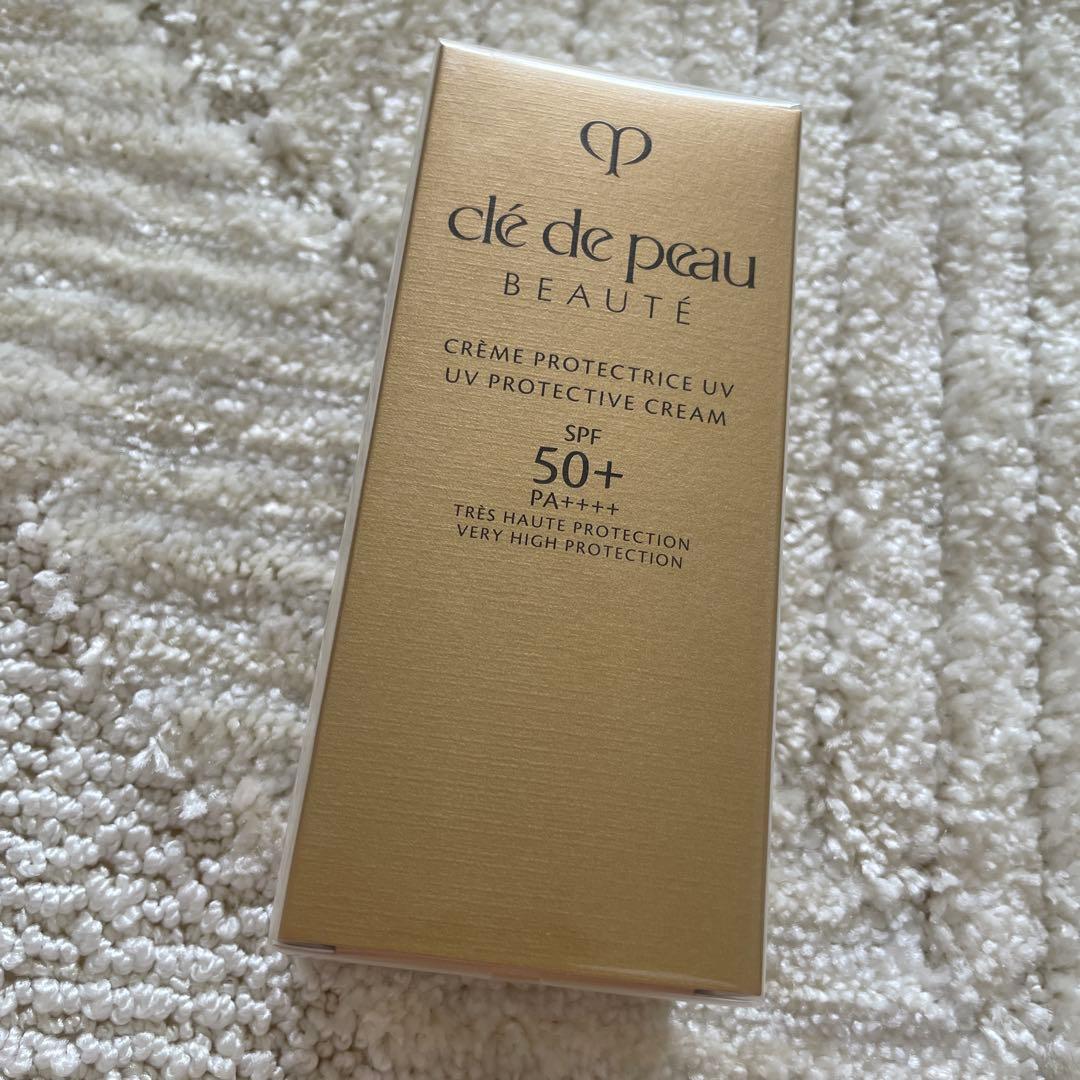 clé de peau
BEAUTÉ
CRÈME PROTECTRICE UV
UV PROTECTIVE CREAM
SPF
50+
PA++++
TRÈS HAUTE PROTECTION
VERY HIGH PROTECTION